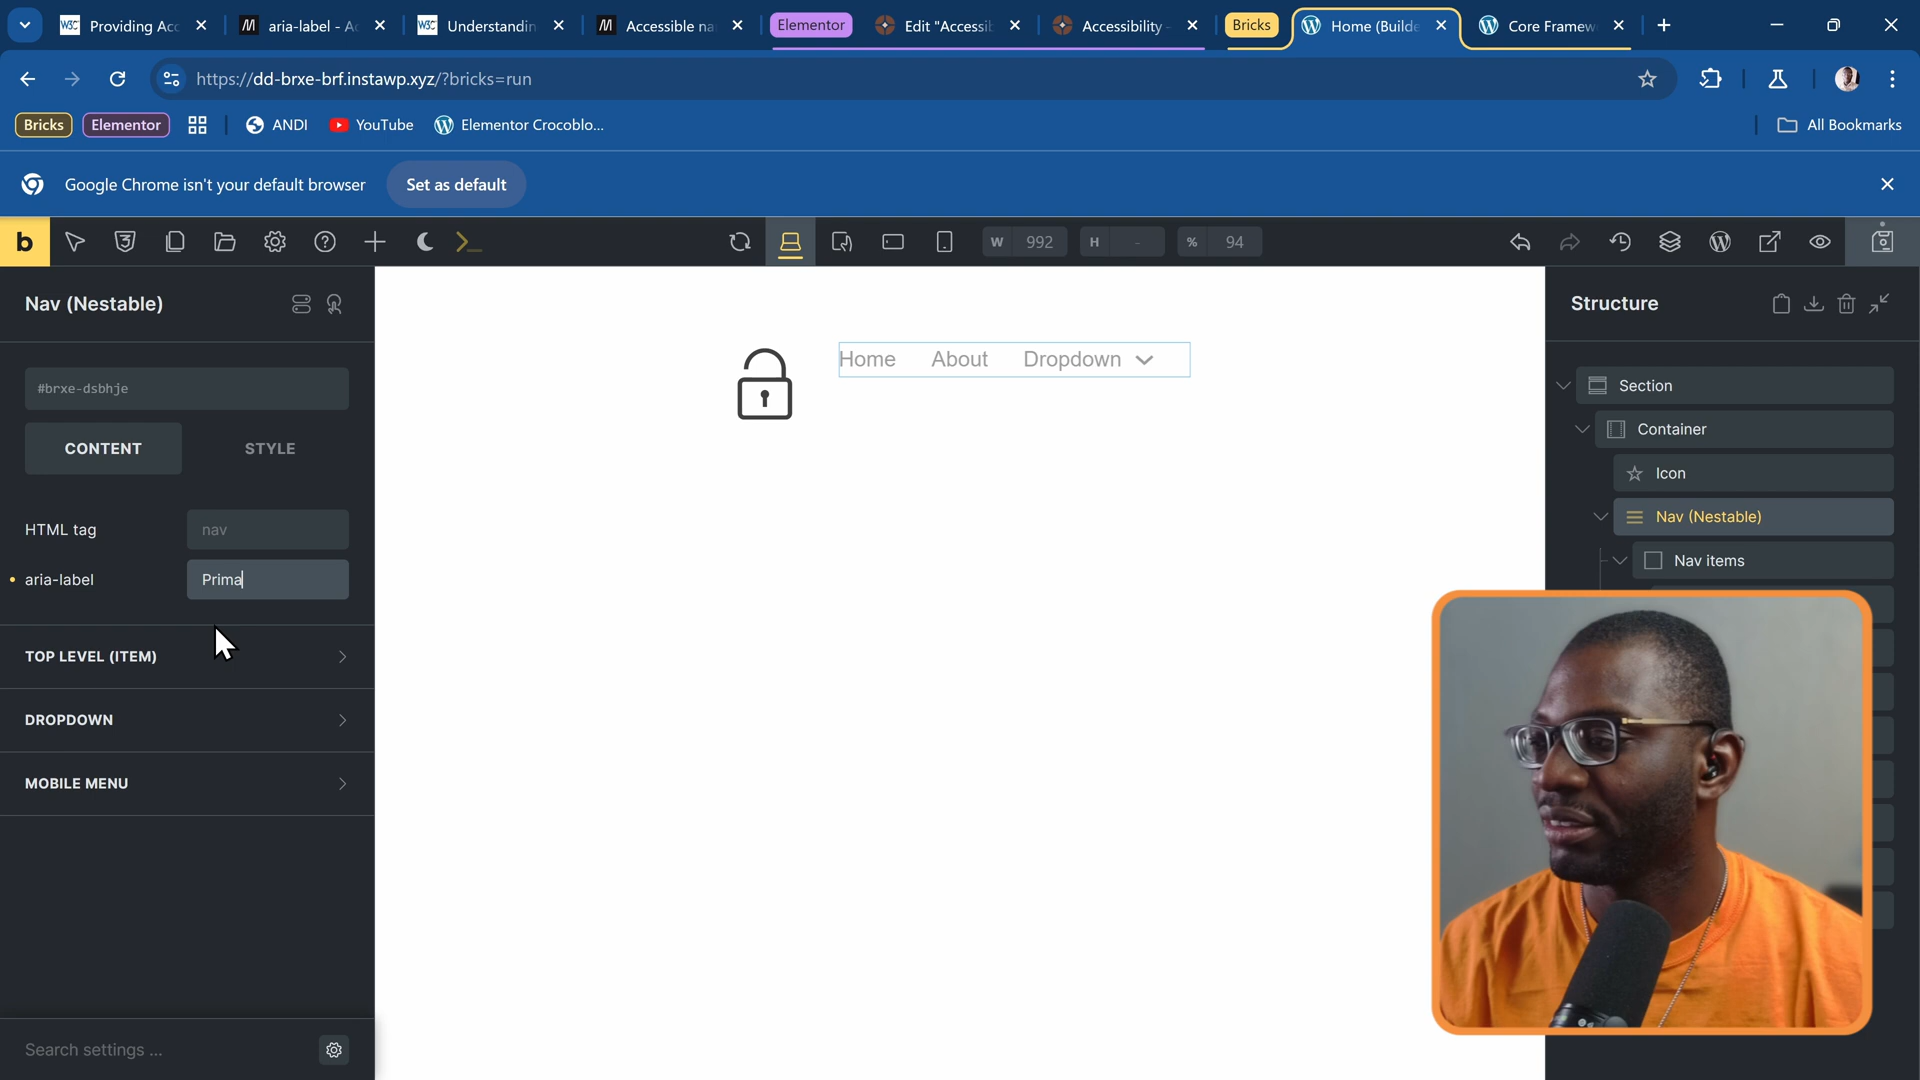 Providing Acc
aria-label - Ac
Understandin
Accessible na
Elementor
Edit "Accessib
Accessibility -
Bricks
Home (Builde
Core Framew
https://dd-brxe-brf.instawp.xyz/?bricks=run
Bricks
Elementor
ANDI
YouTube
Elementor Crocoblo...
All Bookmarks
Google Chrome isn't your default browser
Set as default
b
W 992
H -
% 94
Nav (Nestable)
#brxe-dsbhje
CONTENT
STYLE
HTML tag
nav
aria-label
Prima
TOP LEVEL (ITEM)
DROPDOWN
MOBILE MENU
Search settings ...
Home
About
Dropdown
Structure
Section
Container
Icon
Nav (Nestable)
Nav items